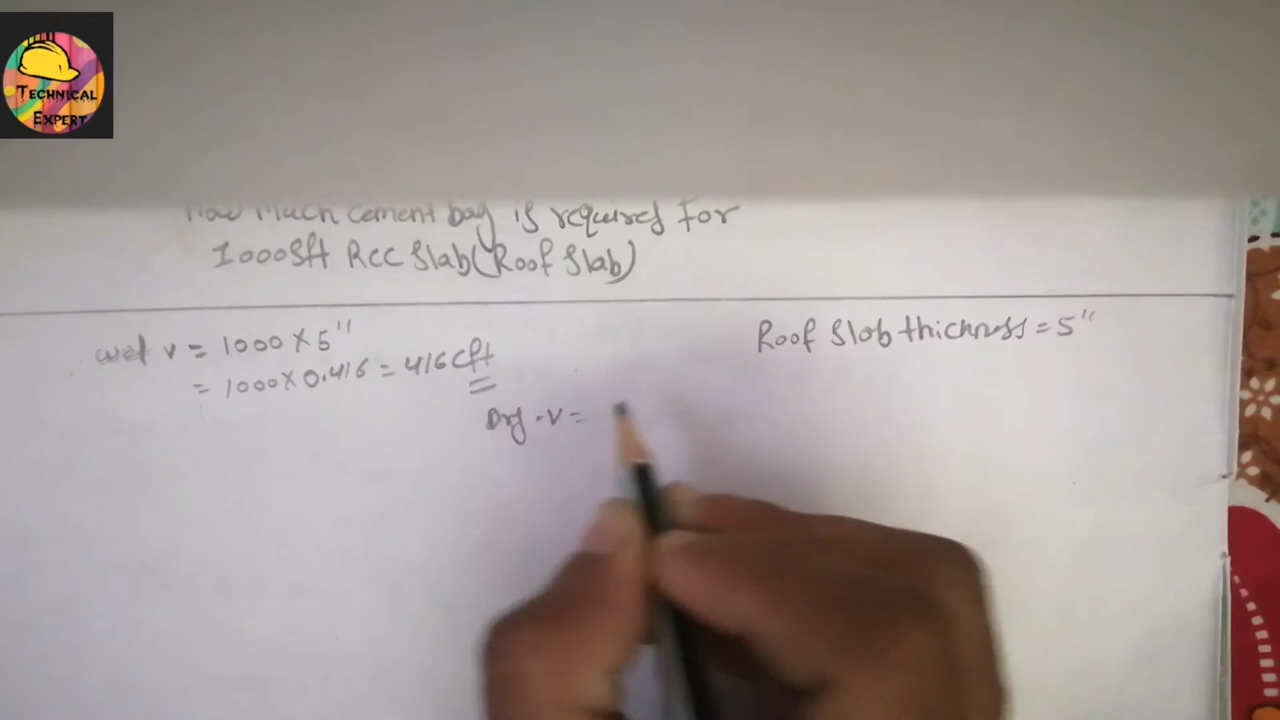 TECHNICAL
EXPERT
How much cement bag is required for
1000Sft RCC Slab (Roof Slab)
wet v = 1000 X 5"
= 1000 X 0.416 = 416 Cft
Roof Slab thickness = 5"
Dry . v =